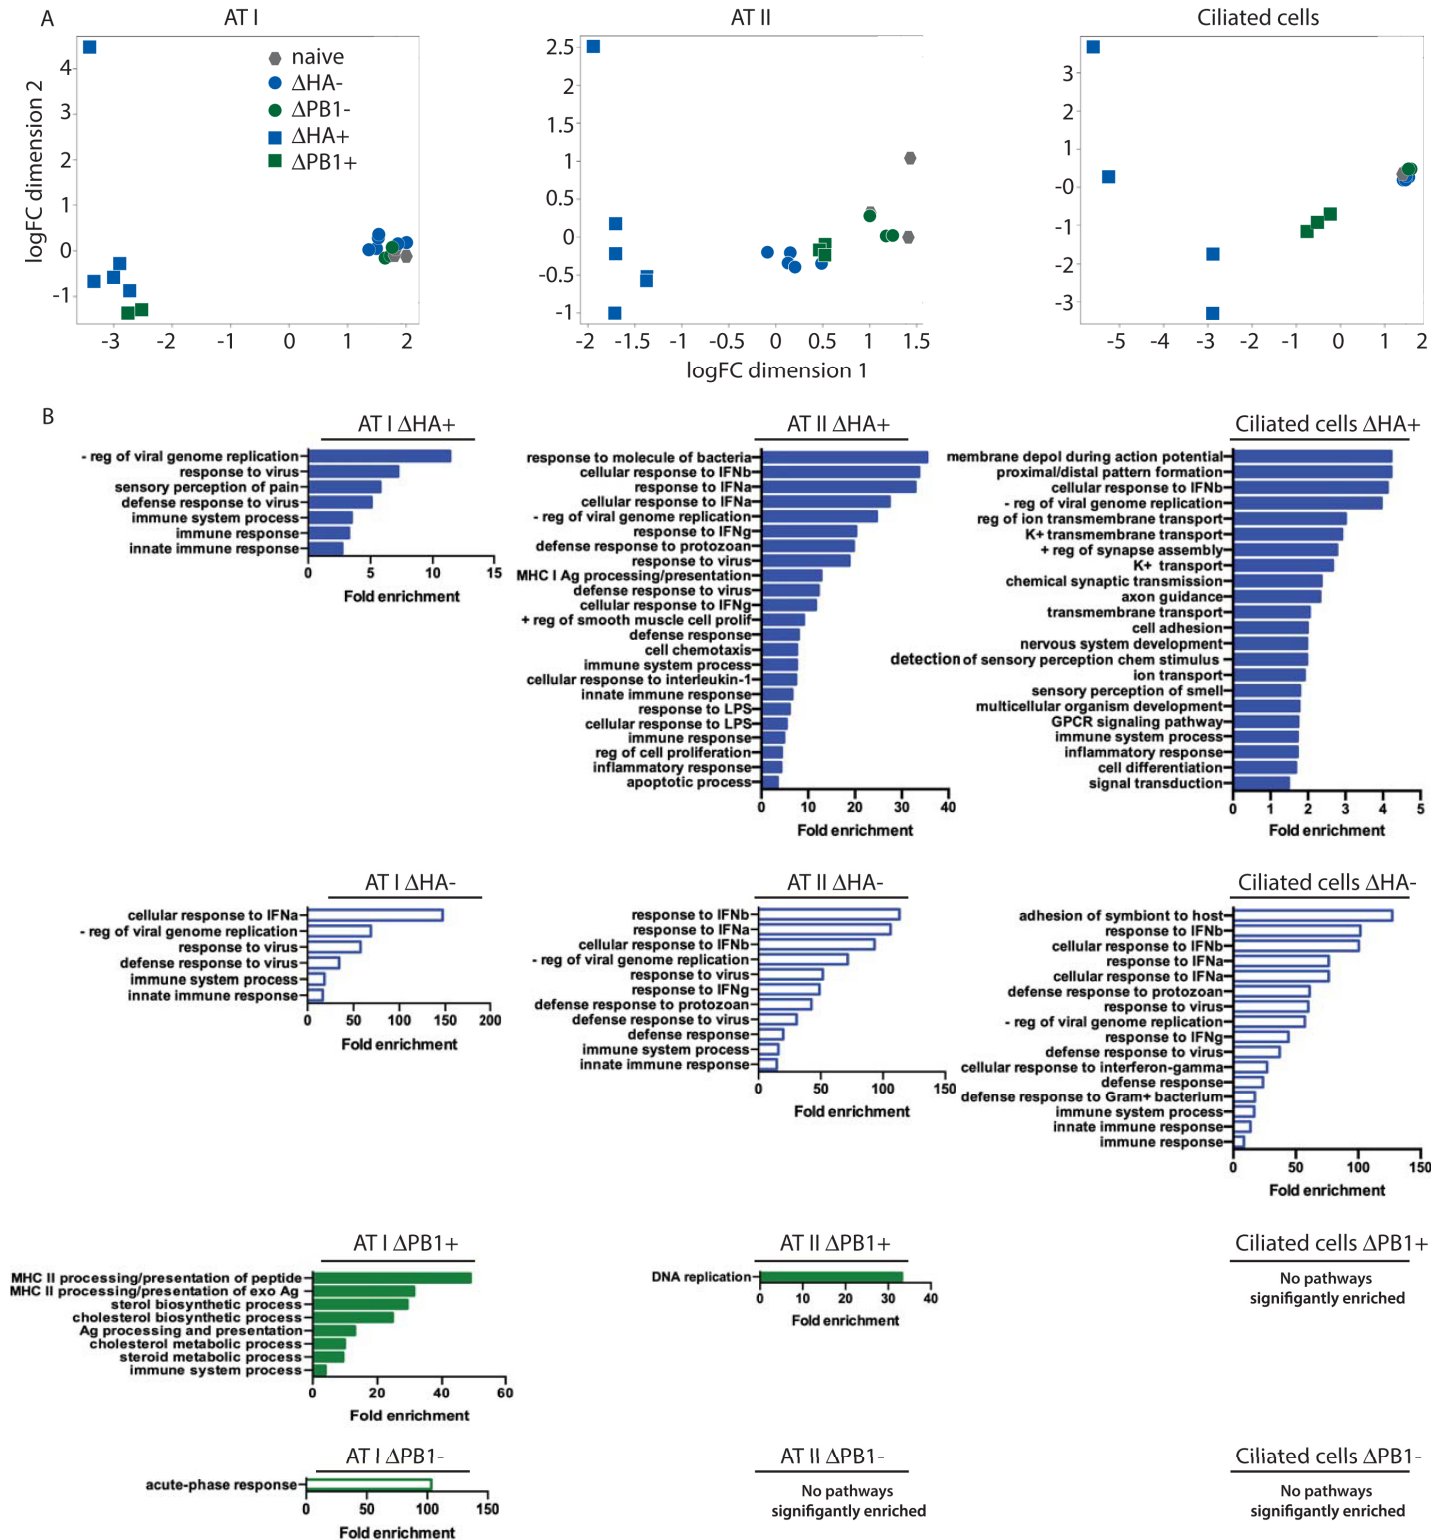 A
AT I
AT II
Ciliated cells
naive
ΔHA-
ΔPB1-
ΔHA+
ΔPB1+
logFC dimension 2
4
3
2
1
0
-1
-3
-2
-1
0
1
2
2.5
2
1.5
1
0.5
0
-0.5
-1
-2
-1.5
-1
-0.5
0
0.5
1
1.5
logFC dimension 1
3
2
1
-0
-1
-2
-3
-5
-4
-3
-2
-1
0
1
2
B
AT I ΔHA+
- reg of viral genome replication
response to virus
sensory perception of pain
defense response to virus
immune system process
immune response
innate immune response
0
5
10
15
Fold enrichment
AT II ΔHA+
response to molecule of bacteria
cellular response to IFNb
response to IFNa
cellular response to IFNa
- reg of viral genome replication
response to IFNg
defense response to protozoan
response to virus
MHC I Ag processing/presentation
defense response to virus
cellular response to IFNg
+ reg of smooth muscle cell prolif
defense response
cell chemotaxis
immune system process
cellular response to interleukin-1
innate immune response
response to LPS
cellular response to LPS
immune response
reg of cell proliferation
inflammatory response
apoptotic process
0
10
20
30
40
Fold enrichment
Ciliated cells ΔHA+
membrane depol during action potential
proximal/distal pattern formation
cellular response to IFNb
- reg of viral genome replication
reg of ion transmembrane transport
K+ transmembrane transport
+ reg of synapse assembly
K+ transport
chemical synaptic transmission
axon guidance
transmembrane transport
cell adhesion
nervous system development
detection of sensory perception chem stimulus
ion transport
sensory perception of smell
multicellular organism development
GPCR signaling pathway
immune system process
inflammatory response
cell differentiation
signal transduction
0
1
2
3
4
5
Fold enrichment
AT I ΔHA-
cellular response to IFNa
- reg of viral genome replication
response to virus
defense response to virus
immune system process
innate immune response
0
50
100
150
200
Fold enrichment
AT II ΔHA-
response to IFNb
response to IFNa
cellular response to IFNb
- reg of viral genome replication
response to virus
response to IFNg
defense response to protozoan
defense response to virus
defense response
immune system process
innate immune response
0
50
100
150
Fold enrichment
Ciliated cells ΔHA-
adhesion of symbiont to host
response to IFNb
cellular response to IFNb
response to IFNa
cellular response to IFNa
defense response to protozoan
response to virus
- reg of viral genome replication
response to IFNg
defense response to virus
cellular response to interferon-gamma
defense response
defense response to Gram+ bacterium
immune system process
innate immune response
immune response
0
50
100
150
Fold enrichment
AT I ΔPB1+
MHC II processing/presentation of peptide
MHC II processing/presentation of exo Ag
sterol biosynthetic process
cholesterol biosynthetic process
Ag processing and presentation
cholesterol metabolic process
steroid metabolic process
immune system process
0
20
40
60
Fold enrichment
AT II ΔPB1+
DNA replication
0
10
20
30
40
Fold enrichment
Ciliated cells ΔPB1+
No pathways
signifigantly enriched
AT I ΔPB1-
acute-phase response
0
50
100
150
Fold enrichment
AT II ΔPB1-
No pathways
signifigantly enriched
Ciliated cells ΔPB1-
No pathways
signifigantly enriched